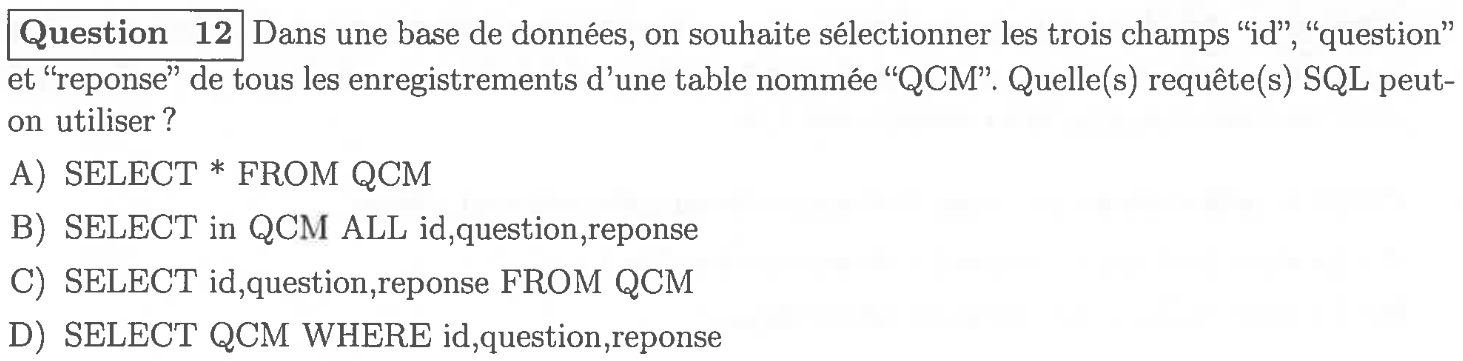 Question 12 Dans une base de données, on souhaite sélectionner les trois champs “id”, “question”
et “reponse” de tous les enregistrements d’une table nommée “QCM”. Quelle(s) requête(s) SQL peut-
on utiliser ?
A) SELECT * FROM QCM
B) SELECT in QCM ALL id,question,reponse
C) SELECT id,question,reponse FROM QCM
D) SELECT QCM WHERE id,question,reponse